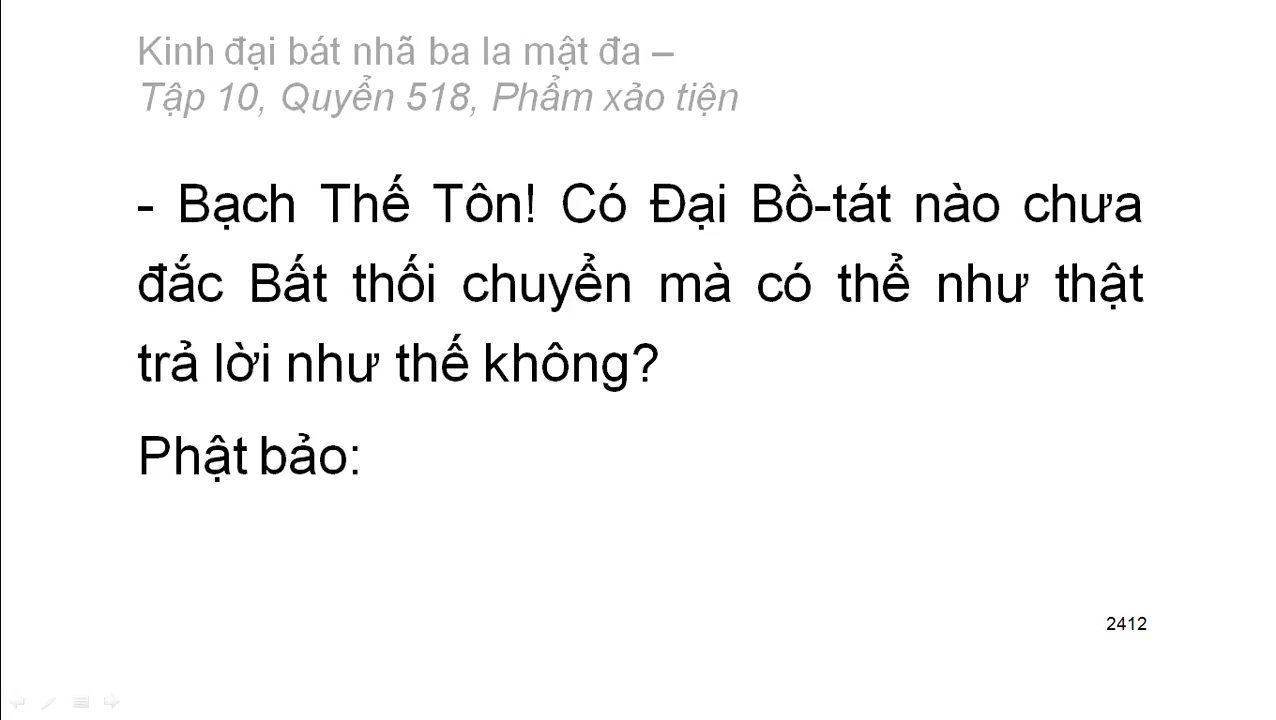 Kinh đại bát nhã ba la mật đa –
Tập 10, Quyển 518, Phẩm xảo tiện
- Bạch Thế Tôn! Có Đại Bồ-tát nào chưa
đắc Bất thối chuyển mà có thể như thật
trả lời như thế không?
Phật bảo:
2412